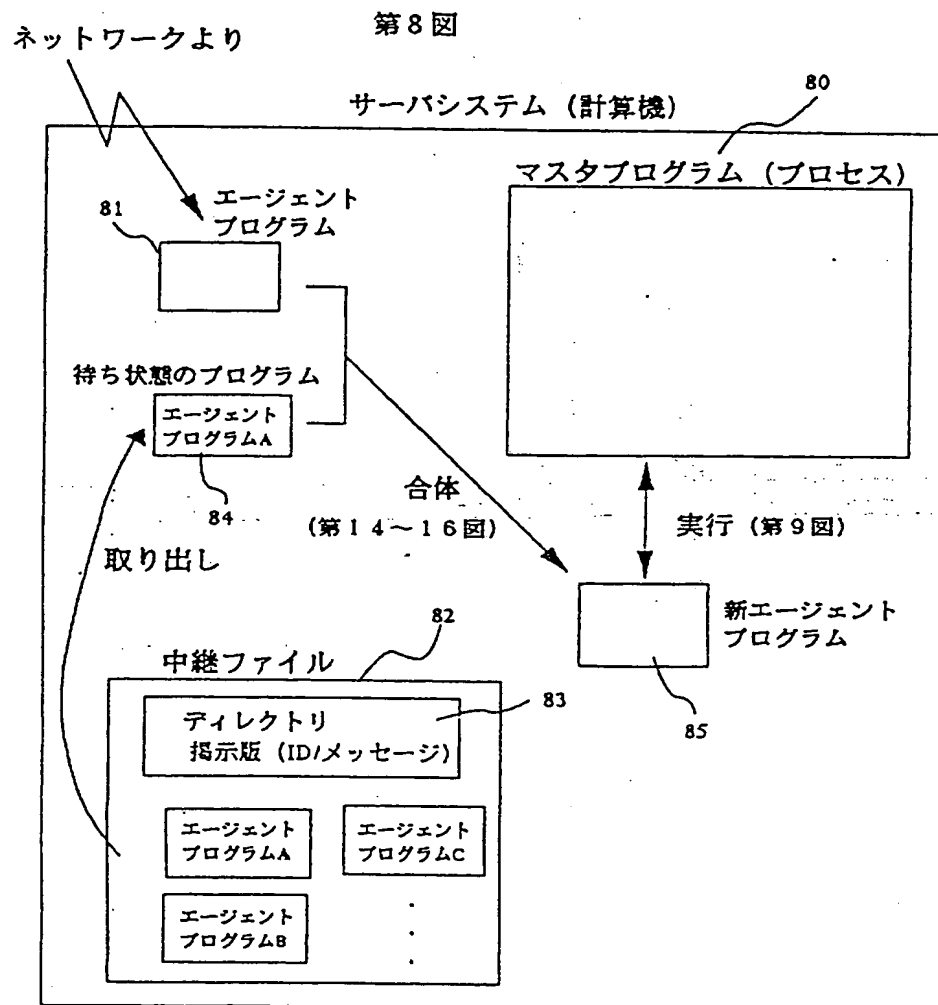 第8図
ネットワークより
サーバシステム (計算機)
80
マスタプログラム (プロセス)
エージェント
プログラム
81
待ち状態のプログラム
エージェント
プログラムA
84
合体
(第14〜16図)
実行 (第9図)
取り出し
新エージェント
プログラム
85
82
中継ファイル
83
ディレクトリ
掲示版 (ID/メッセージ)
エージェント
プログラムA
エージェント
プログラムC
エージェント
プログラムB